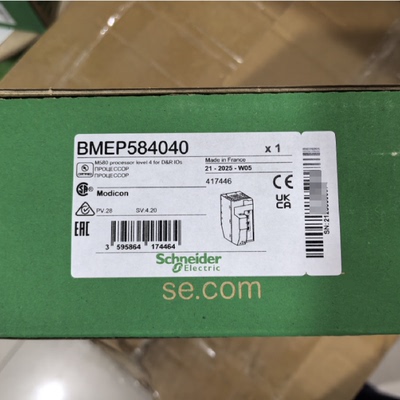 BMEP584040
x 1
M580 processor level 4 for D&R IOs
ПРОЦЕССОР
ПРОЦЕССОР
Made in France
21 - 2025 - W05
417446
Modicon
PV.28 SV:4.20
3 595864 174464
Schneider
Electric
se.com